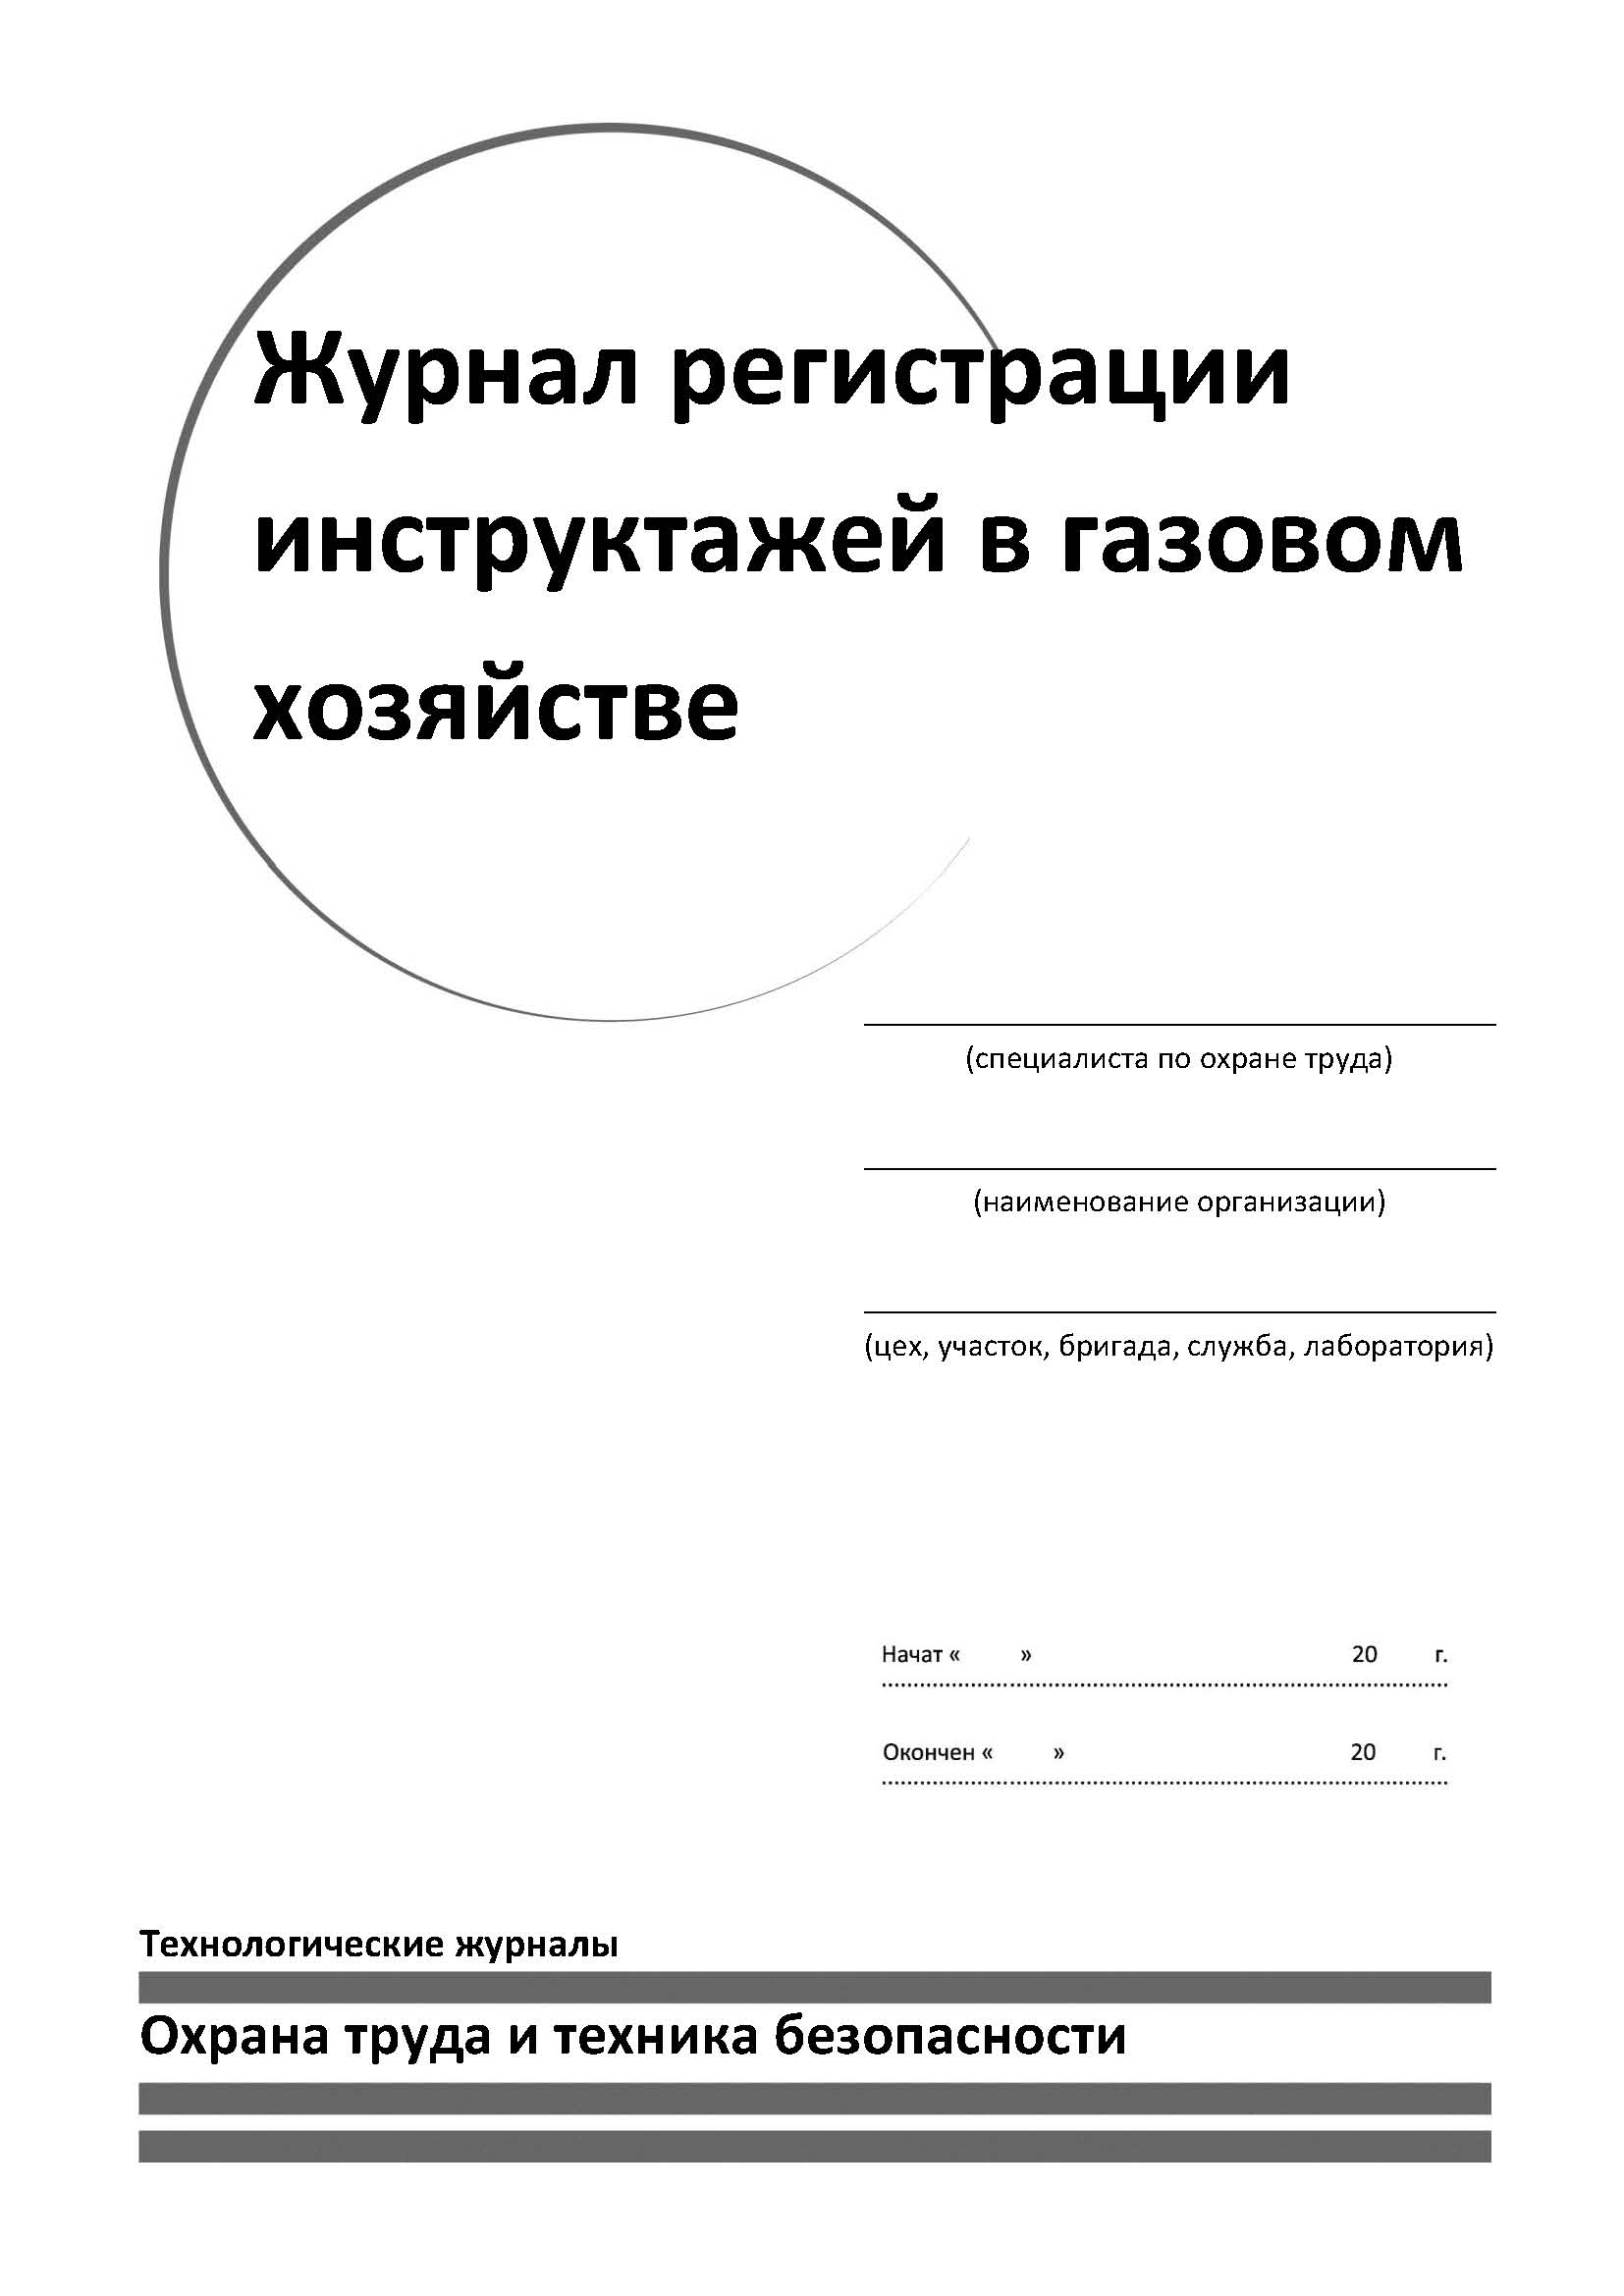 Журнал регистрации
инструктажей в газовом
хозяйстве
(специалиста по охране труда)
(наименование организации)
(цех, участок, бригада, служба, лаборатория)
Начат « » 20 г.
Окончен « » 20 г.
Технологические журналы
Охрана труда и техника безопасности